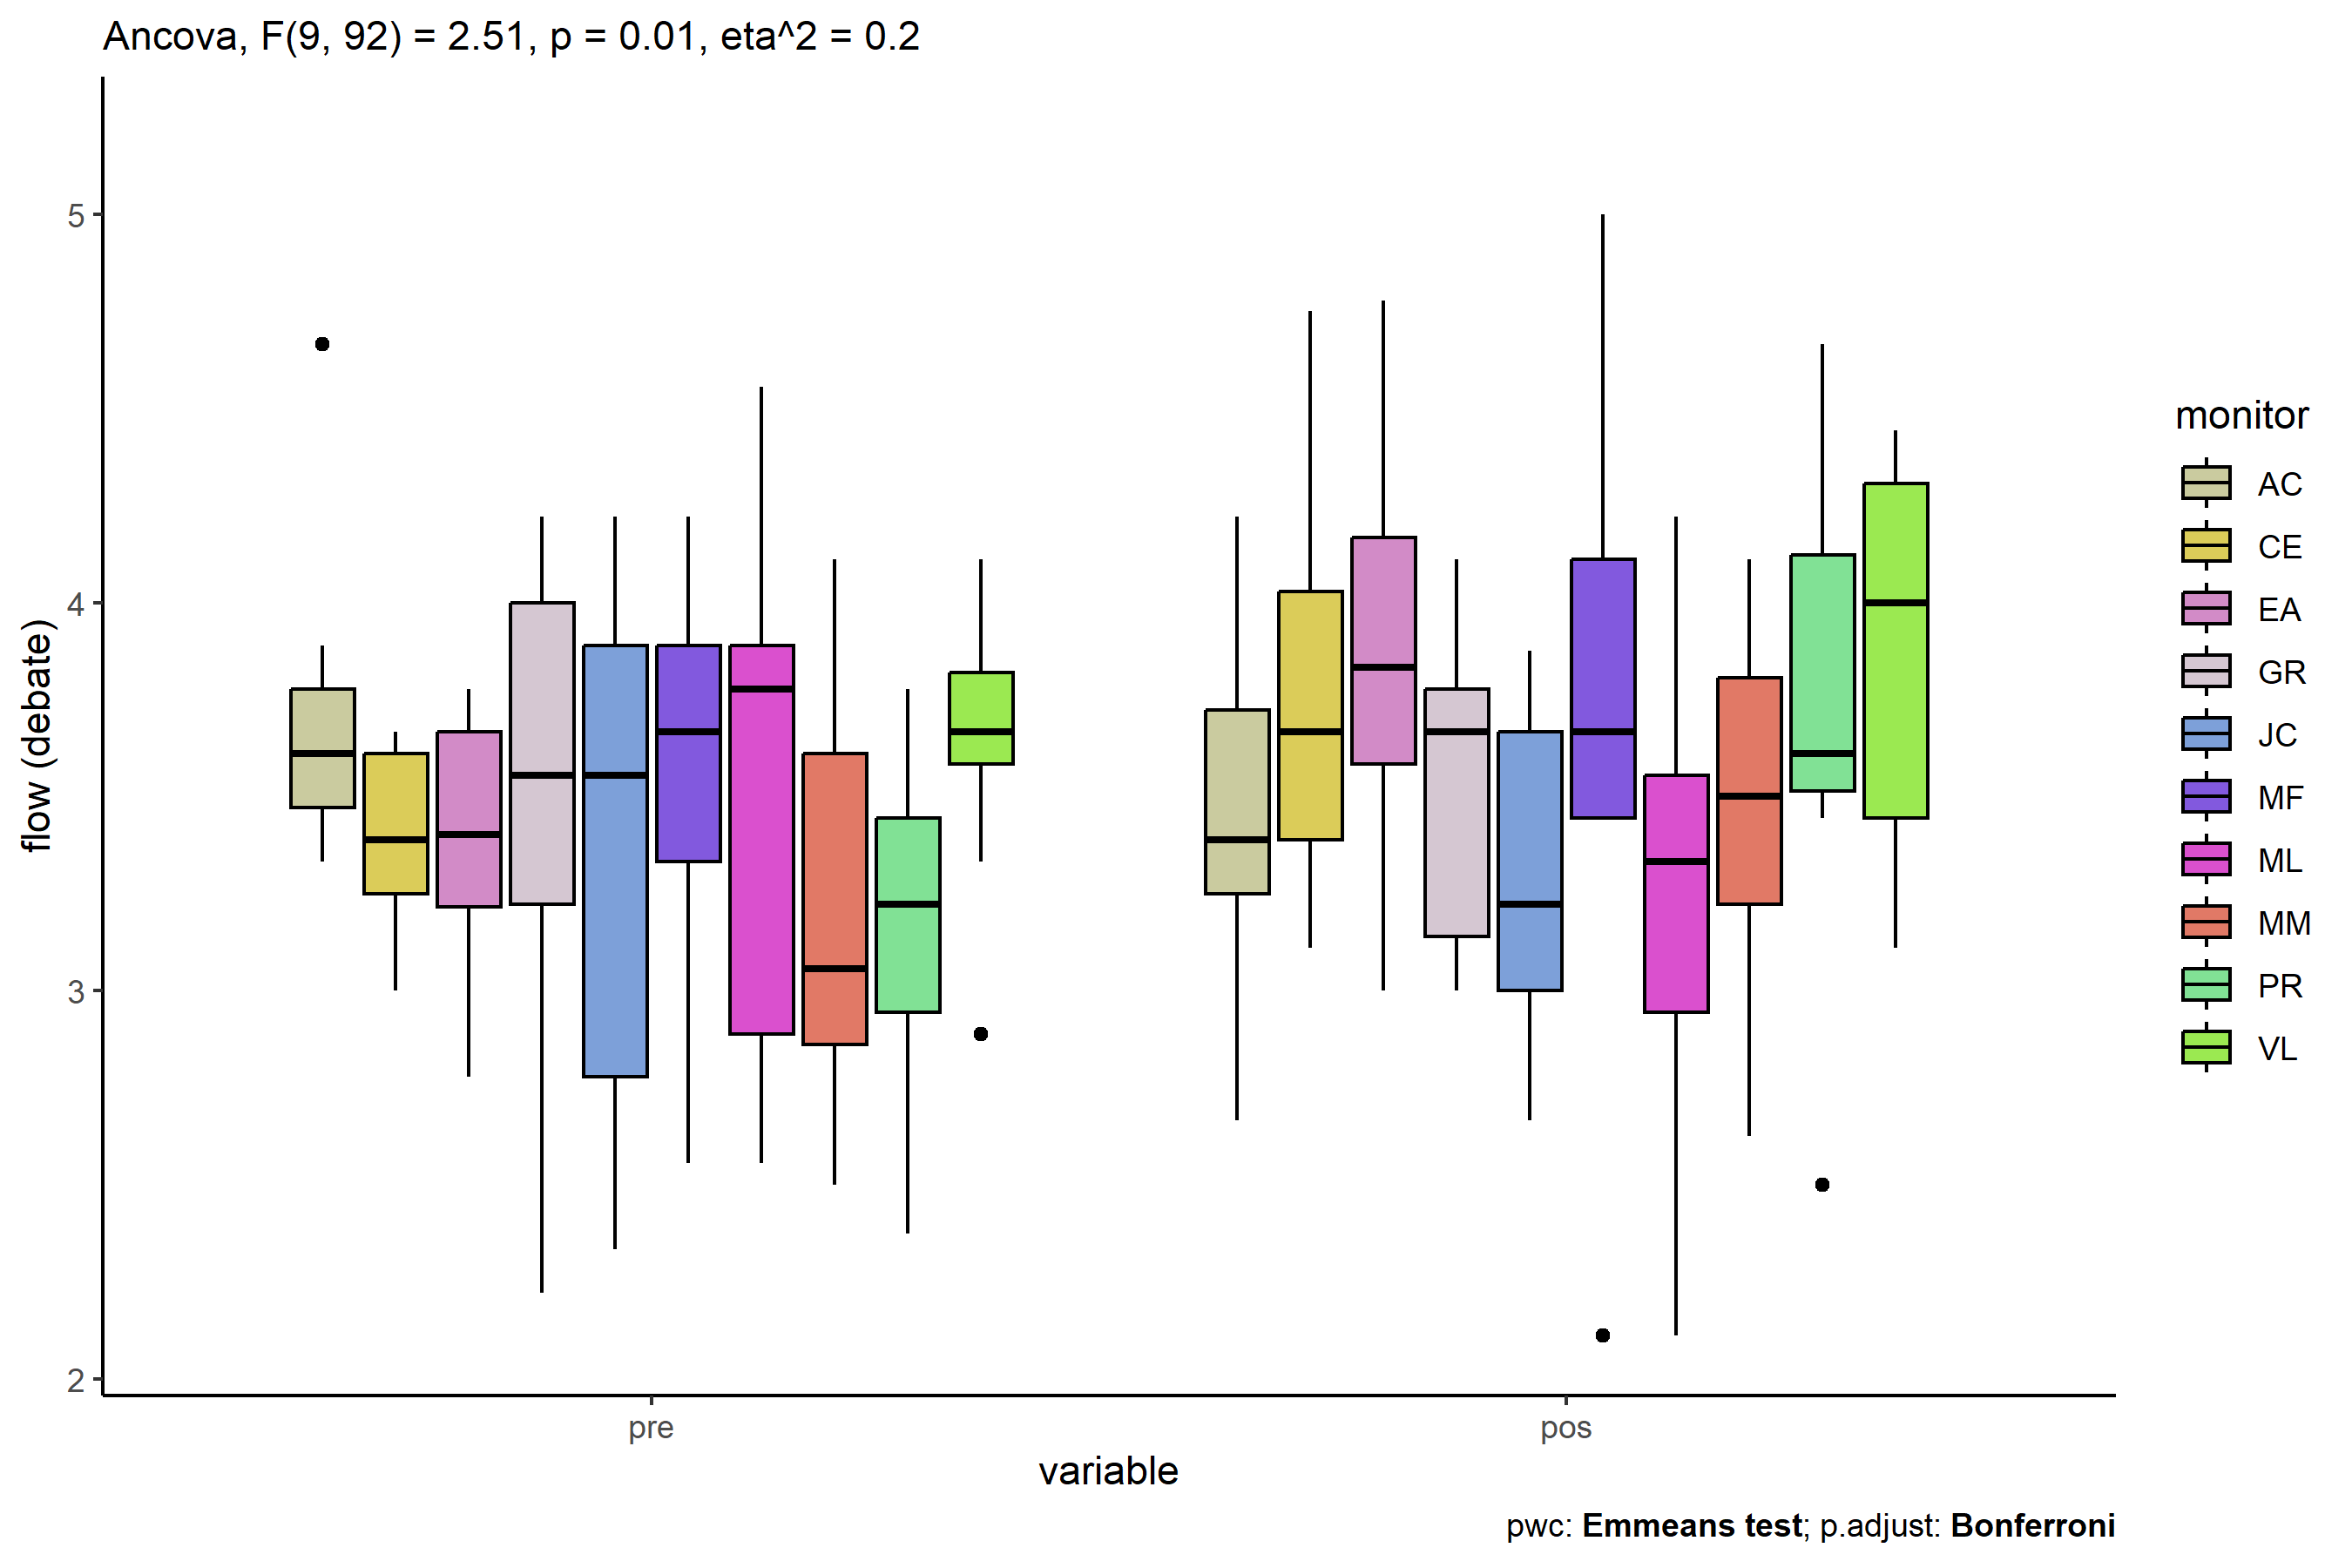 Ancova, F(9, 92) = 2.51, p = 0.01, eta^2 = 0.2
flow (debate)
5
4
3
2
pre
pos
variable
monitor
AC
CE
EA
GR
JC
MF
ML
MM
PR
VL
pwc: Emmeans test; p.adjust: Bonferroni